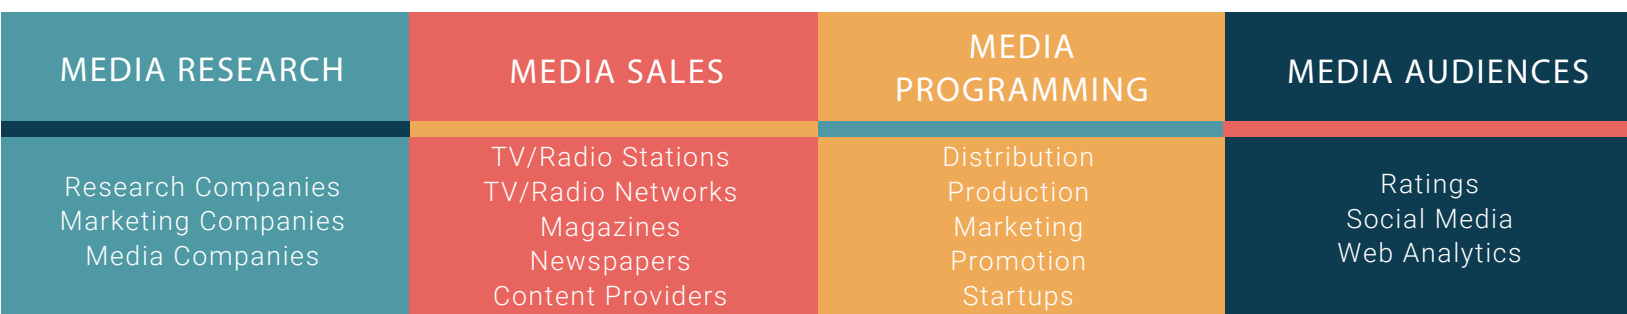 MEDIA RESEARCH
Research Companies
Marketing Companies
Media Companies
MEDIA SALES
TV/Radio Stations
TV/Radio Networks
Magazines
Newspapers
Content Providers
MEDIA
PROGRAMMING
Distribution
Production
Marketing
Promotion
Startups
MEDIA AUDIENCES
Ratings
Social Media
Web Analytics